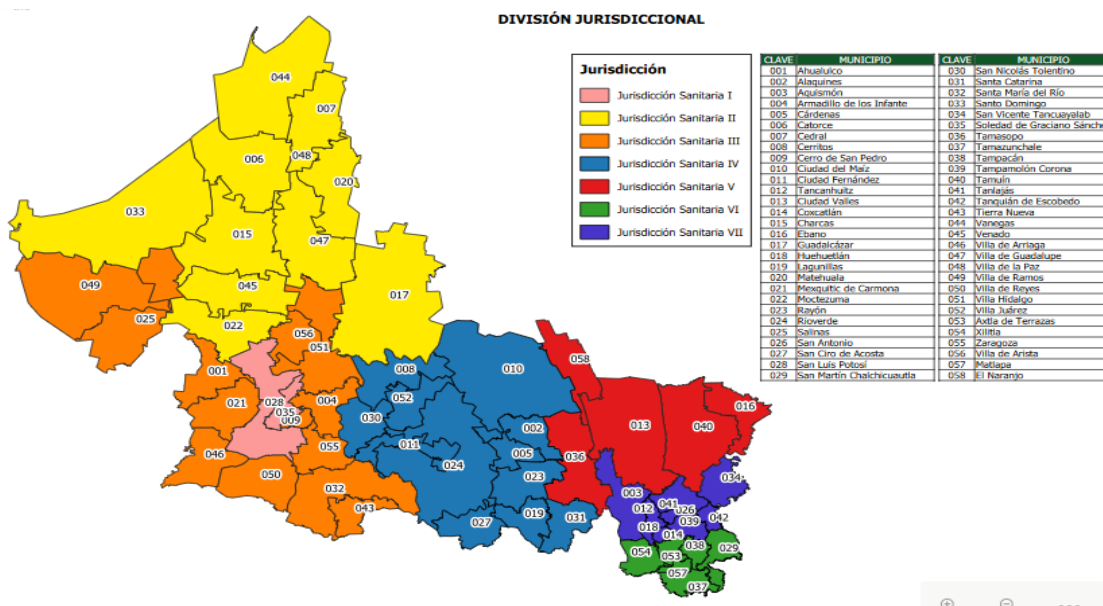 DIVISIÓN JURISDICCIONAL
Jurisdicción
Jurisdicción Sanitaria I
Jurisdicción Sanitaria II
Jurisdicción Sanitaria III
Jurisdicción Sanitaria IV
Jurisdicción Sanitaria V
Jurisdicción Sanitaria VI
Jurisdicción Sanitaria VII
CLAVE MUNICIPIO
001 Ahualulco
002 Alaquines
003 Aquismón
004 Armadillo de los Infante
005 Cárdenas
006 Catorce
007 Cedral
008 Cerritos
009 Cerro de San Pedro
010 Ciudad del Maíz
011 Ciudad Fernández
012 Tancanhuitz
013 Ciudad Valles
014 Coxcatlán
015 Charcas
016 Ebano
017 Guadalcázar
018 Huehuetlán
019 Lagunillas
020 Matehuala
021 Mexquitic de Carmona
022 Moctezuma
023 Rayón
024 Rioverde
025 Salinas
026 San Antonio
027 San Ciro de Acosta
028 San Luis Potosí
029 San Martín Chalchicuautla
CLAVE MUNICIPIO
030 San Nicolás Tolentino
031 Santa Catarina
032 Santa María del Río
033 Santo Domingo
034 San Vicente Tancuayalab
035 Soledad de Graciano Sánche
036 Tamasopo
037 Tamazunchale
038 Tampacán
039 Tampamolón Corona
040 Tamuín
041 Tanlajás
042 Tanquián de Escobedo
043 Tierra Nueva
044 Vanegas
045 Venado
046 Villa de Arriaga
047 Villa de Guadalupe
048 Villa de la Paz
049 Villa de Ramos
050 Villa de Reyes
051 Villa Hidalgo
052 Villa Juárez
053 Axtla de Terrazas
054 Xilitla
055 Zaragoza
056 Villa de Arista
057 Matlapa
058 El Naranjo
044
007
006
048
020
033
015
047
049
045
017
025
022
056
051
058
001
008
010
021
028
004
052
016
035
009
030
002
013
040
046
055
011
005
036
024
050
032
023
003
034
043
027
019
031
012
041
026
018
039
042
014
054
053
038
029
057
037